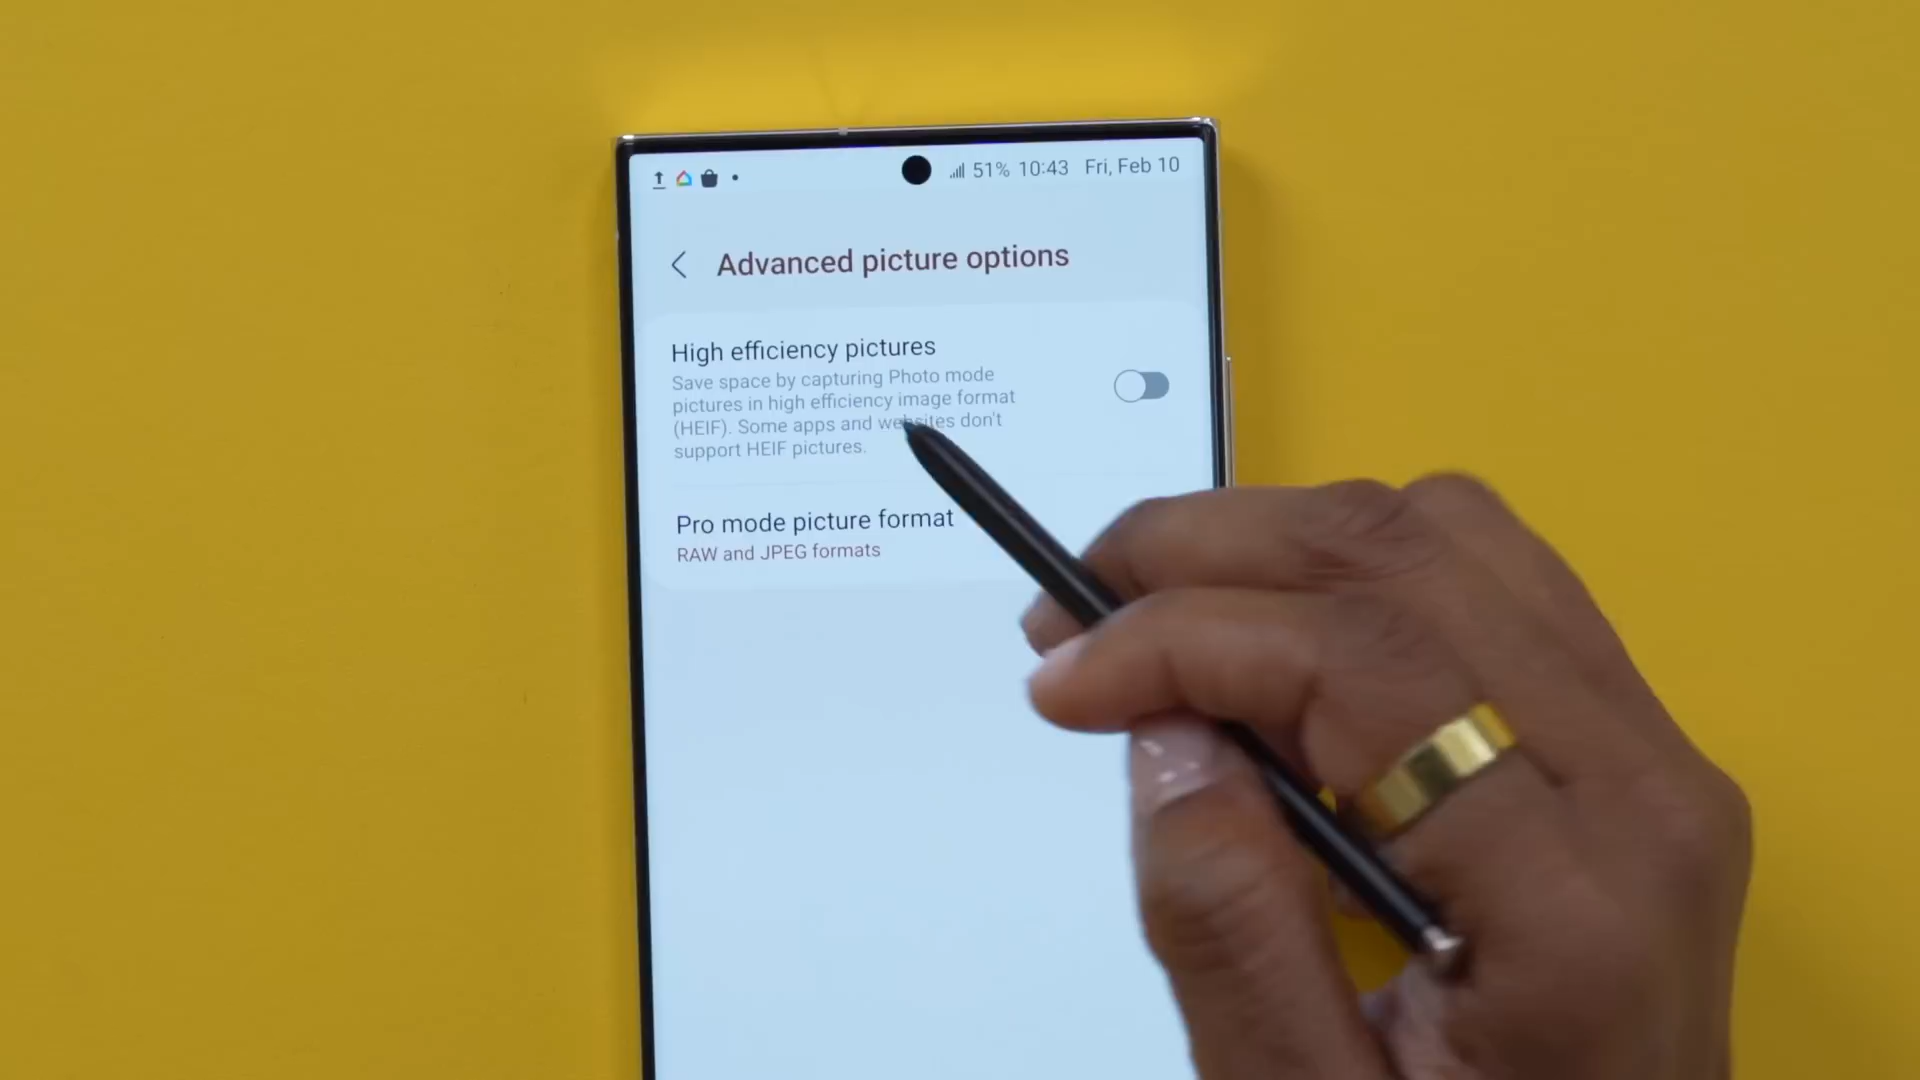 51% 10:43 Fri, Feb 10
Advanced picture options
High efficiency pictures
Save space by capturing Photo mode
pictures in high efficiency image format
(HEIF). Some apps and websites don't
support HEIF pictures.
Pro mode picture format
RAW and JPEG formats